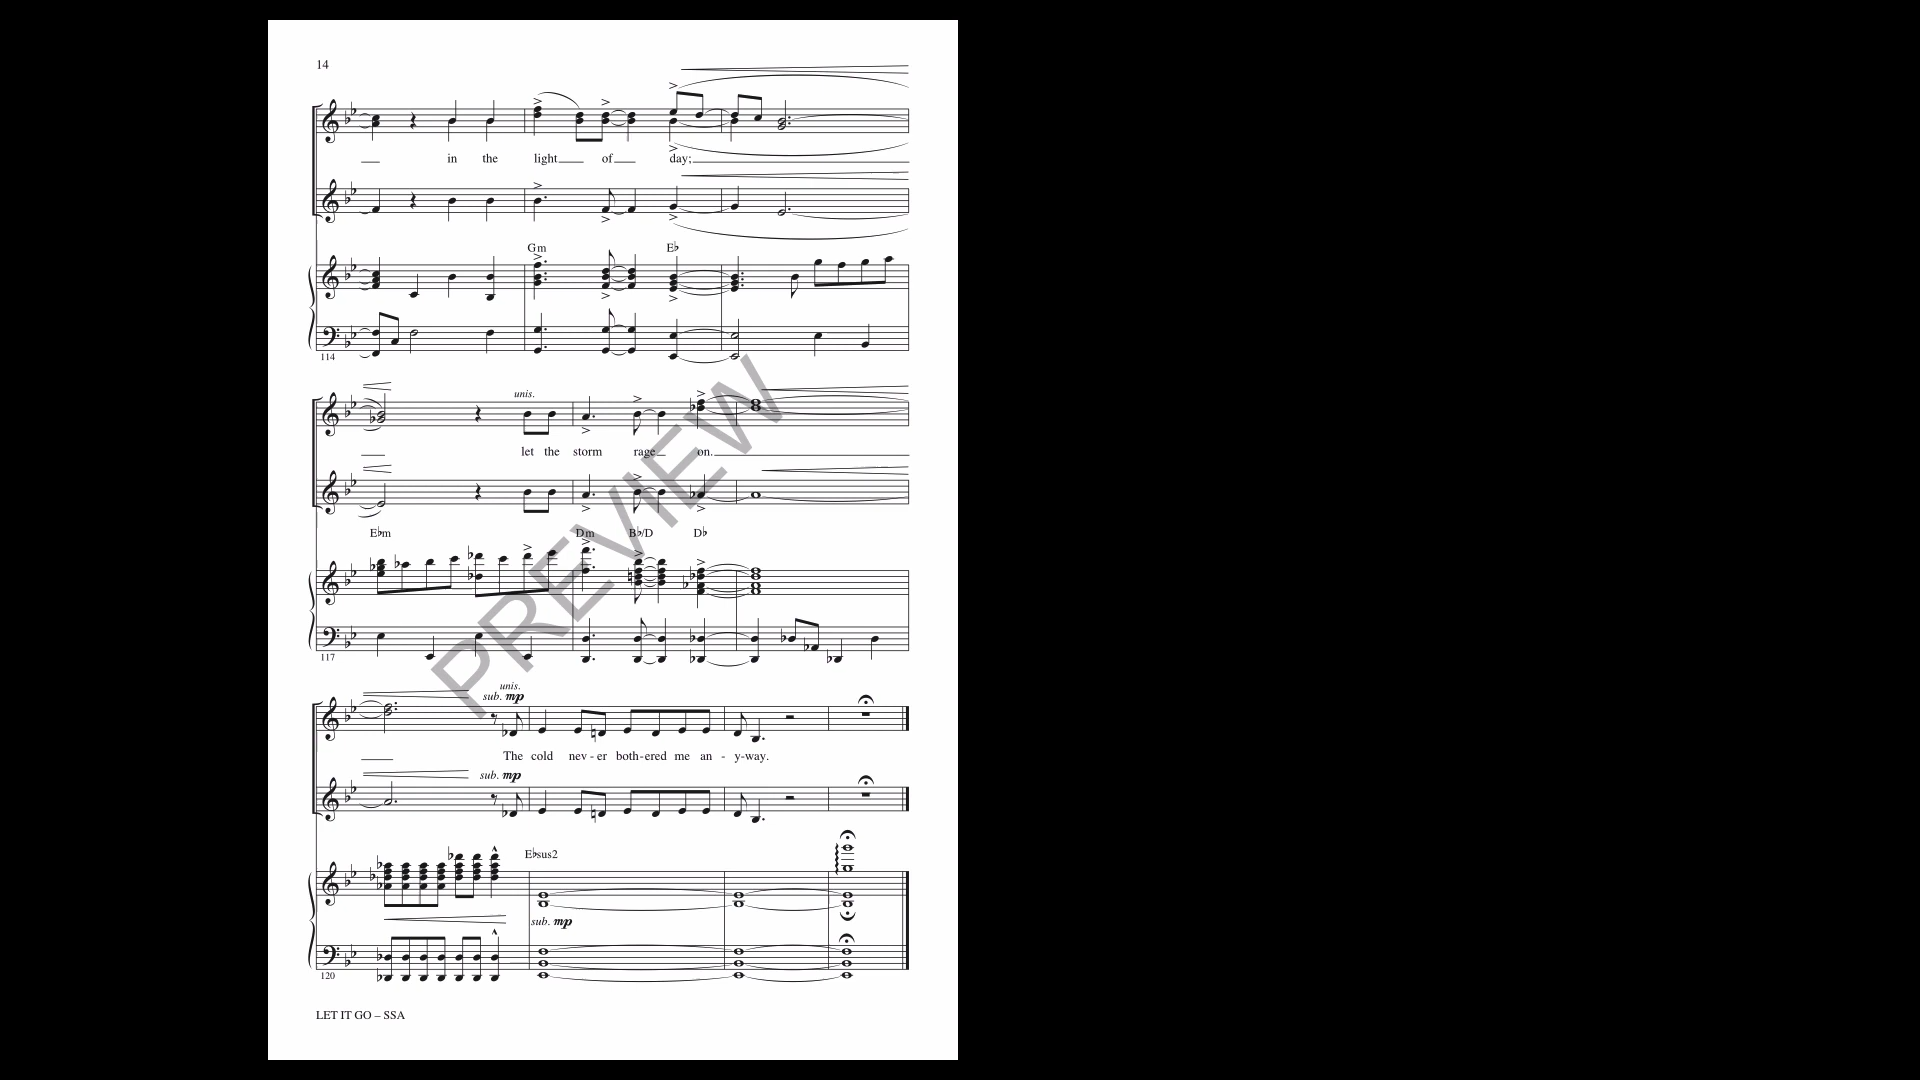 14
in the light of day;
Gm E♭
114
unis.
let the storm rage on.
E♭m Dm B♭/D D♭
117
unis.
sub. mp
The cold nev - er both - ered me an - y - way.
sub. mp
E♭sus2
sub. mp
120
LET IT GO – SSA
PREVIEW